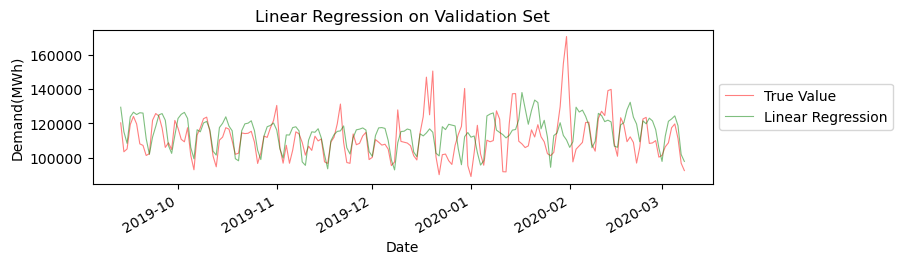 Linear Regression on Validation Set
Demand(MWh)
160000
140000
120000
100000
2019-10
2019-11
2019-12
2020-01
2020-02
2020-03
Date
True Value
Linear Regression